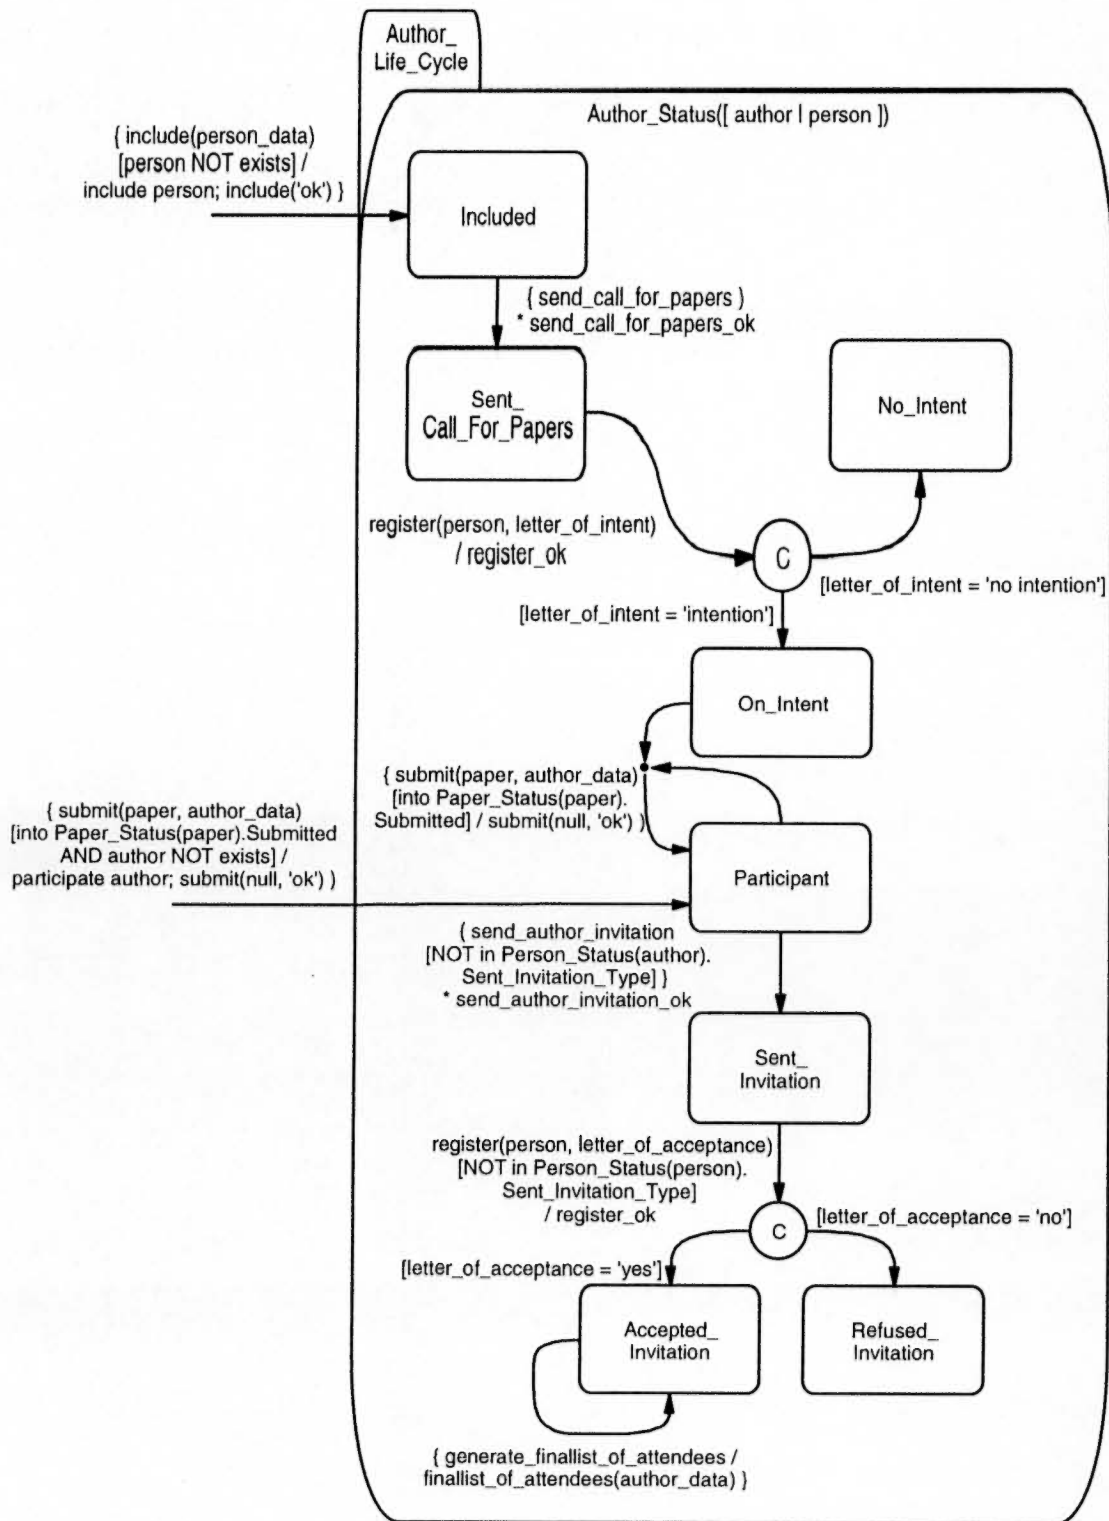 Author_
Life_Cycle
Author_Status([ author | person ])
{ include(person_data)
[person NOT exists] /
include person; include('ok') }
Included
{ send_call_for_papers }
* send_call_for_papers_ok
Sent_
Call_For_Papers
No_Intent
register(person, letter_of_intent)
/ register_ok
C
[letter_of_intent = 'no intention']
[letter_of_intent = 'intention']
On_Intent
{ submit(paper, author_data)
[into Paper_Status(paper).
Submitted] / submit(null, 'ok') }
{ submit(paper, author_data)
[into Paper_Status(paper).Submitted
AND author NOT exists] /
participate author; submit(null, 'ok') }
Participant
{ send_author_invitation
[NOT in Person_Status(author).
Sent_Invitation_Type] }
* send_author_invitation_ok
Sent_
Invitation
register(person, letter_of_acceptance)
[NOT in Person_Status(person).
Sent_Invitation_Type]
/ register_ok
C
[letter_of_acceptance = 'no']
[letter_of_acceptance = 'yes']
Accepted_
Invitation
Refused_
Invitation
{ generate_finallist_of_attendees /
finallist_of_attendees(author_data) }